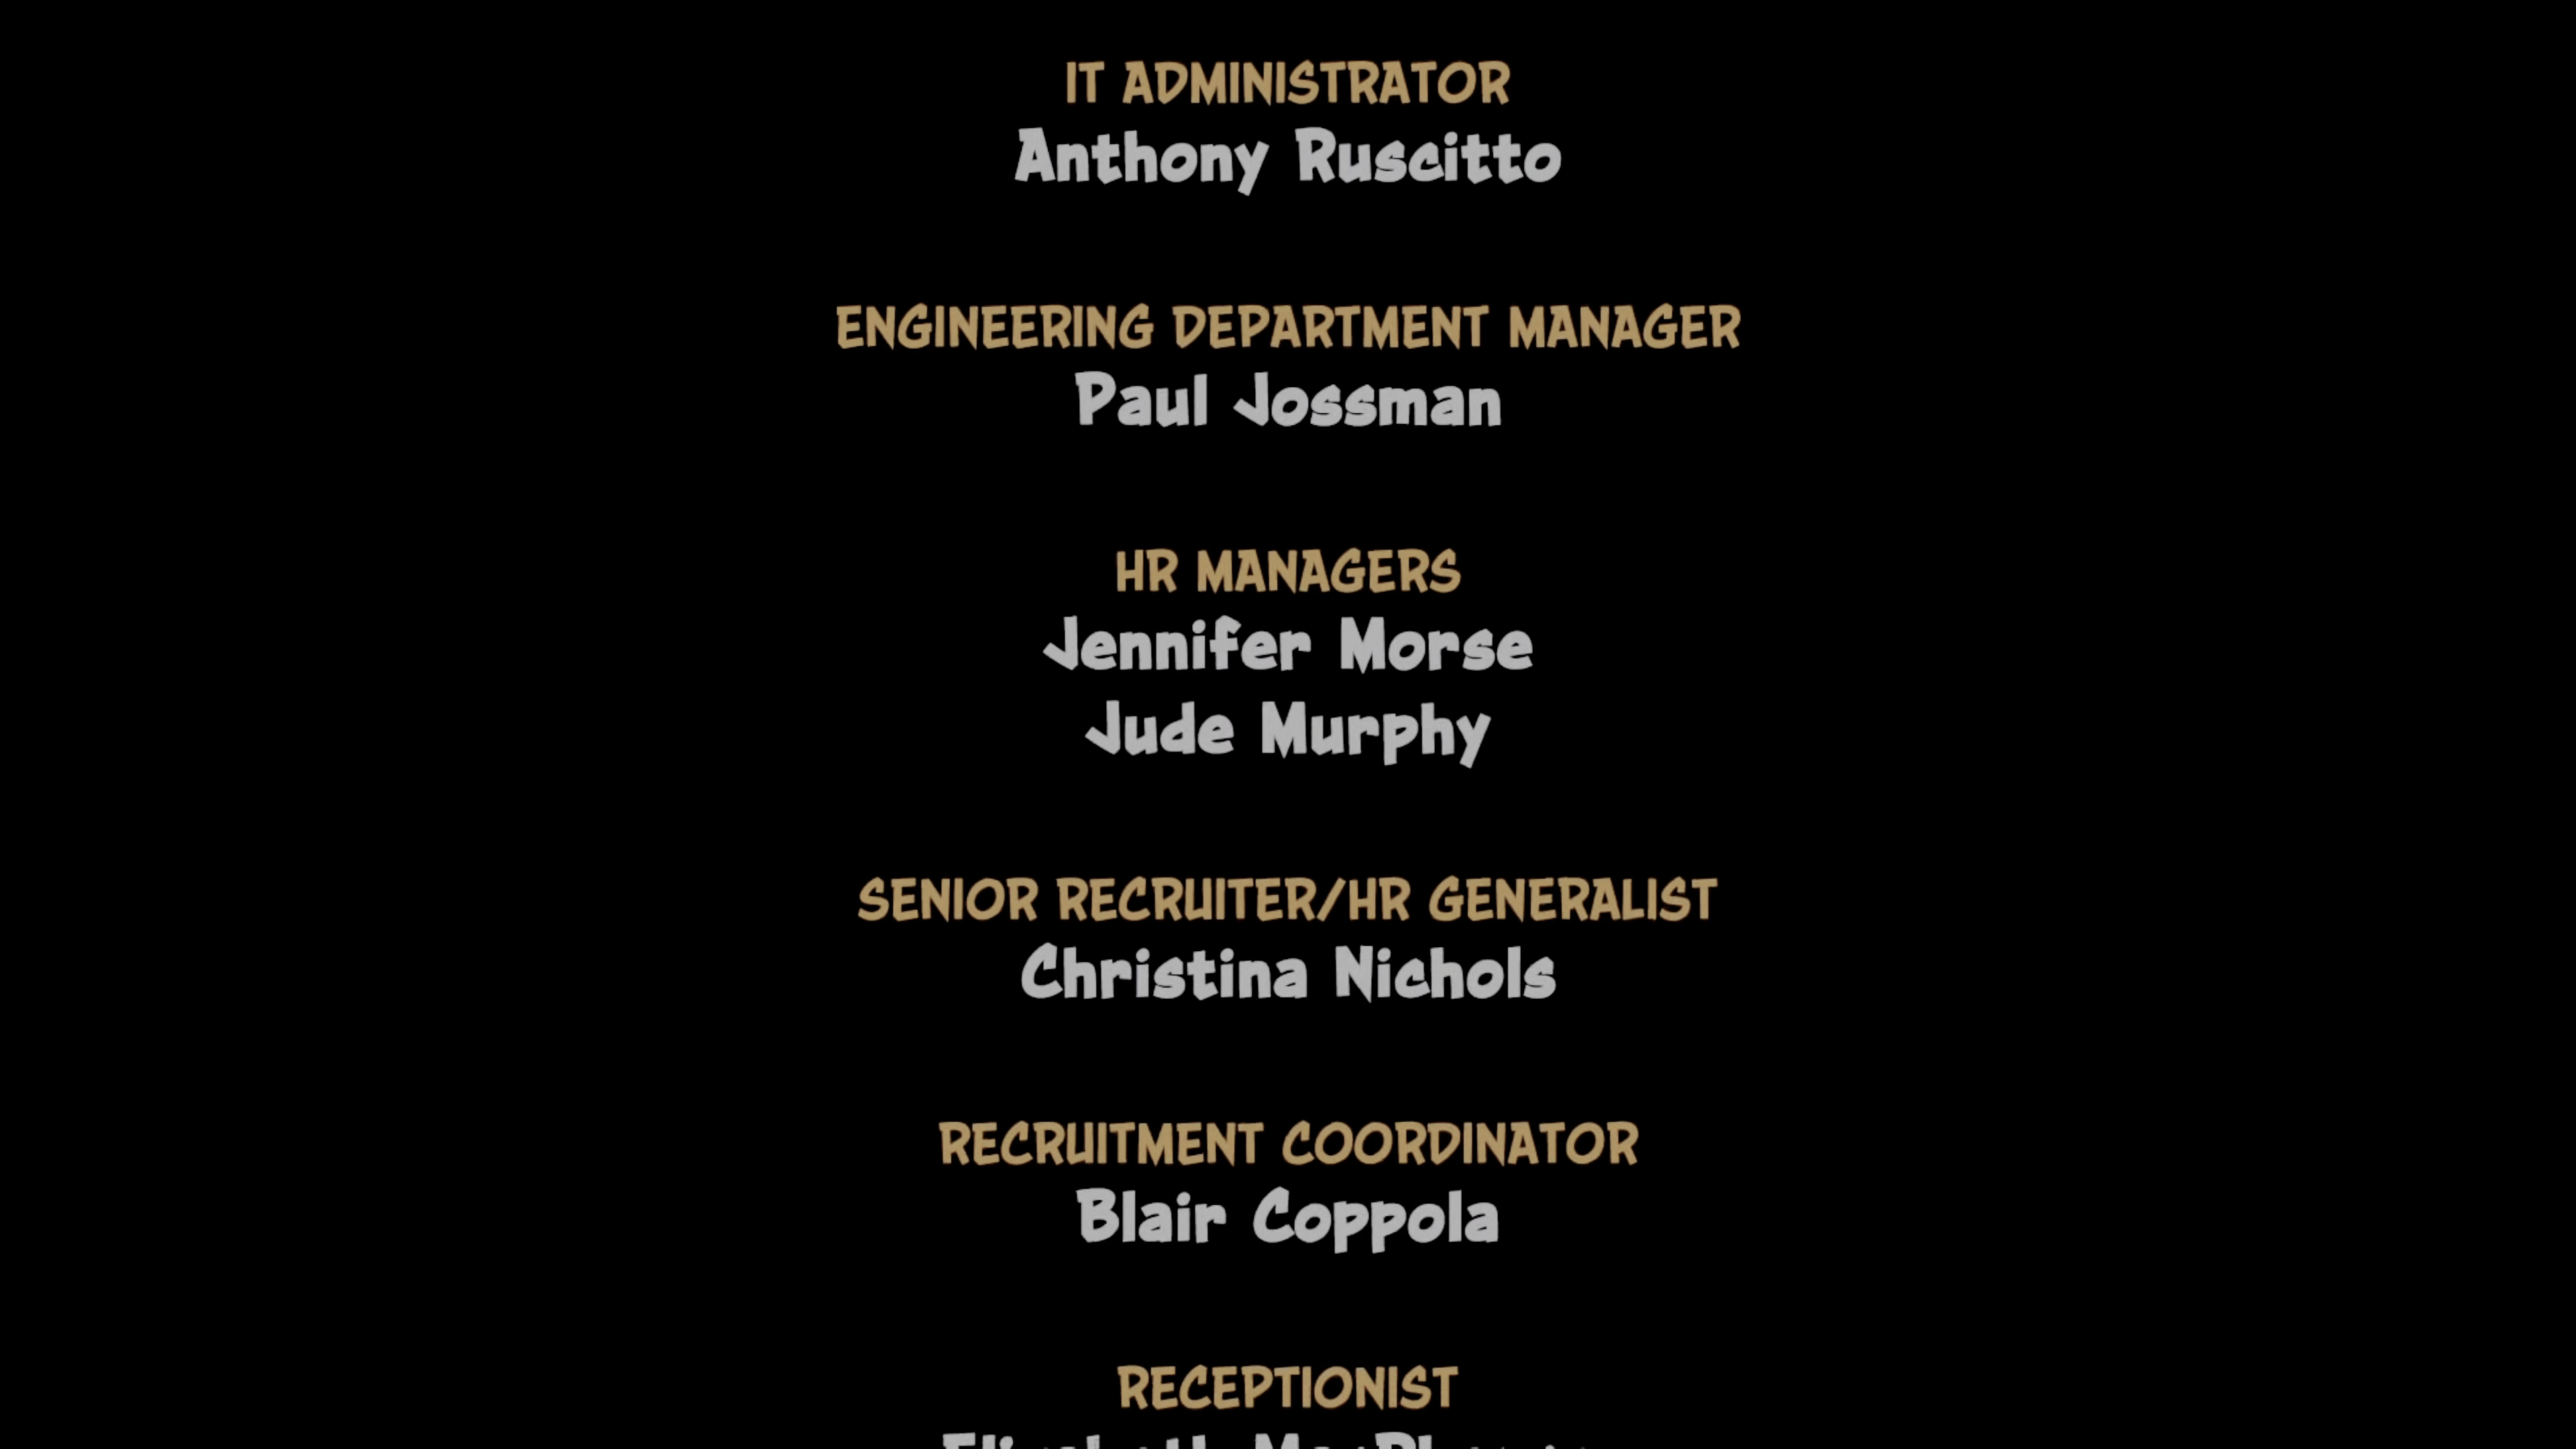 IT ADMINISTRATOR
Anthony Ruscitto
ENGINEERING DEPARTMENT MANAGER
Paul Jossman
HR MANAGERS
Jennifer Morse
Jude Murphy
SENIOR RECRUITER/HR GENERALIST
Christina Nichols
RECRUITMENT COORDINATOR
Blair Coppola
RECEPTIONIST